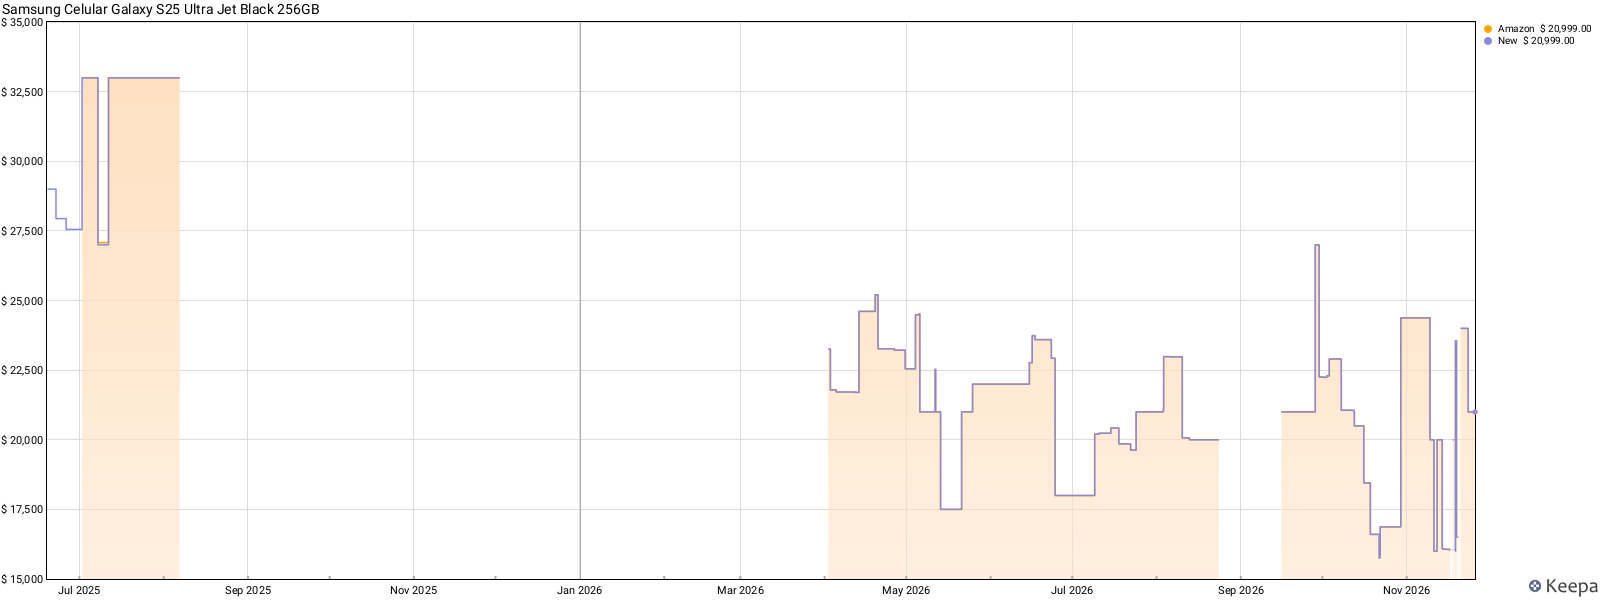 Samsung Celular Galaxy S25 Ultra Jet Black 256GB
$ 35,000
$ 32,500
$ 30,000
$ 27,500
$ 25,000
$ 22,500
$ 20,000
$ 17,500
$ 15,000
Jul 2025
Sep 2025
Nov 2025
Jan 2026
Mar 2026
May 2026
Jul 2026
Sep 2026
Nov 2026
Amazon $ 20,999.00
New $ 20,999.00
Keepa